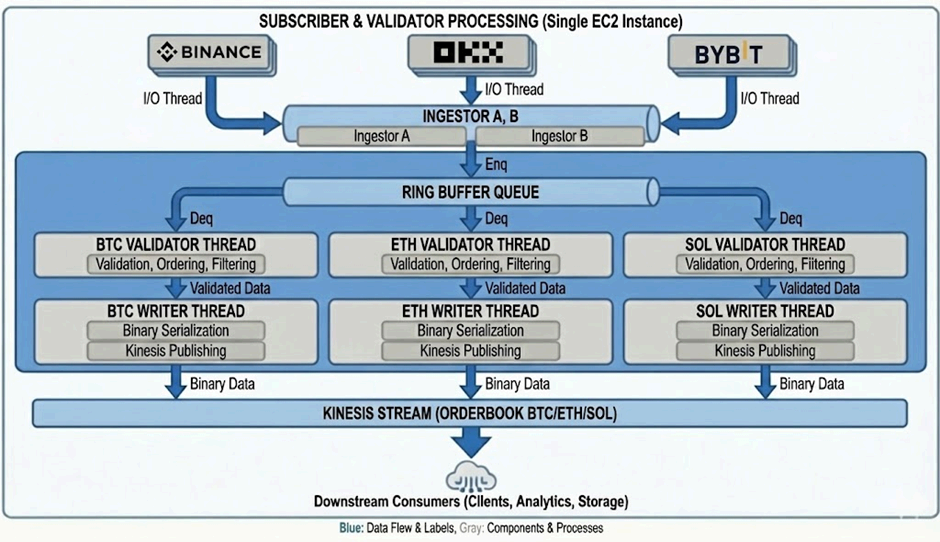 SUBSCRIBER & VALIDATOR PROCESSING (Single EC2 Instance)
BINANCE
OKX
BYBIT
I/O Thread
I/O Thread
I/O Thread
INGESTOR A, B
Ingestor A
Ingestor B
Enq
RING BUFFER QUEUE
Deq
Deq
Deq
BTC VALIDATOR THREAD
Validation, Ordering, Filtering
ETH VALIDATOR THREAD
Valldation, Ordering, Filtering
SOL VALIDATOR THREAD
Validation, Ordering, Filtering
Validated Data
Validated Data
Validated Data
BTC WRITER THREAD
Binary Serialization
Kinesis Publishing
ETH WRITER THREAD
Binary Serialization
Kinesis Publishing
SOL WRITER THREAD
Binary Serialization
Kinesis Publishing
Binary Data
Binary Data
Binary Data
KINESIS STREAM (ORDERBOOK BTC/ETH/SOL)
Downstream Consumers (Cllents, Analytics, Storage)
Blue: Data Flew & Labels, Gray: Components & Processes